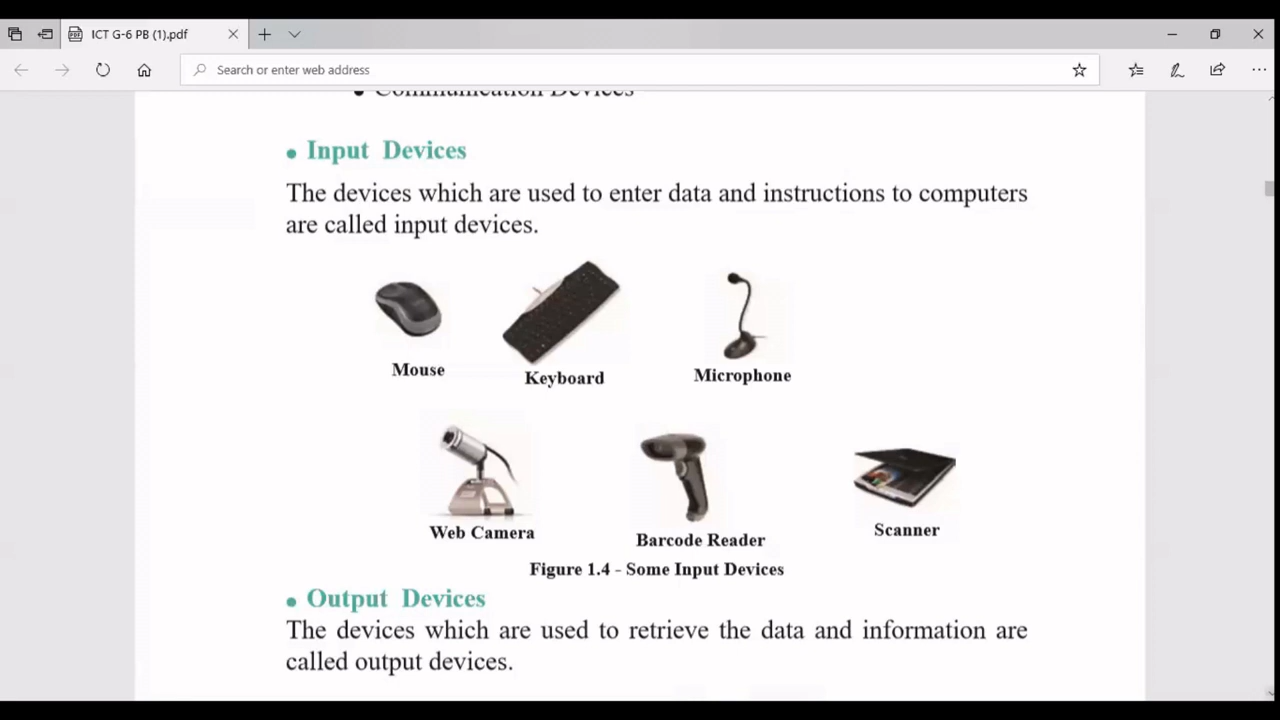 ICT G-6 PB (1).pdf
Search or enter web address
• Communication Devices
• Input Devices
The devices which are used to enter data and instructions to computers
are called input devices.
Mouse
Keyboard
Microphone
Web Camera
Barcode Reader
Scanner
Figure 1.4 - Some Input Devices
• Output Devices
The devices which are used to retrieve the data and information are
called output devices.